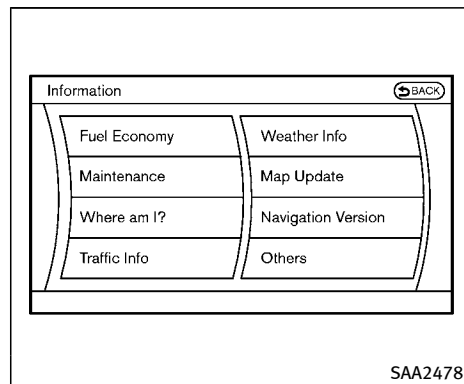 Information
BACK
Fuel Economy
Weather Info
Maintenance
Map Update
Where am I?
Navigation Version
Traffic Info
Others
SAA2478